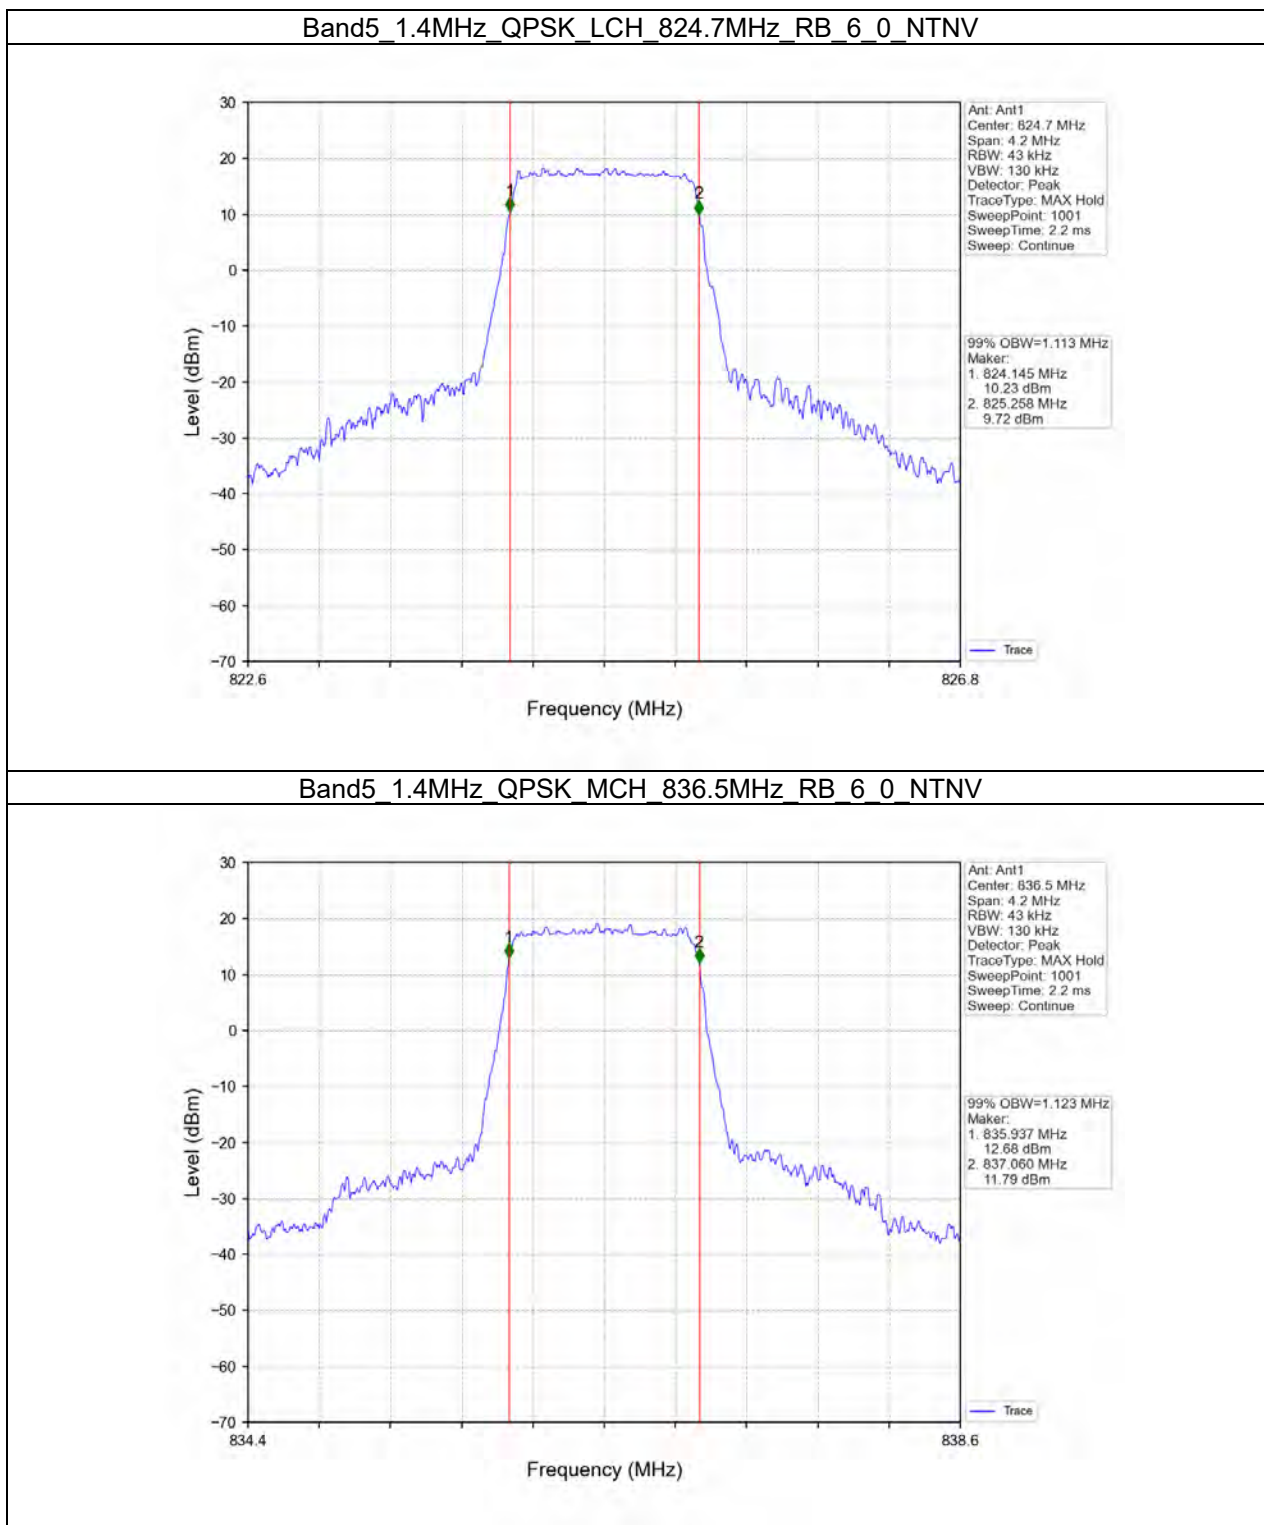 Band5_1.4MHz_QPSK_LCH_824.7MHz_RB_6_0_NTNV
30
20
10
0
−10
−20
−30
−40
−50
−60
−70
Level (dBm)
1
2
822.6
826.8
Frequency (MHz)
Ant: Ant1
Center: 824.7 MHz
Span: 4.2 MHz
RBW: 43 kHz
VBW: 130 kHz
Detector: Peak
TraceType: MAX Hold
SweepPoint: 1001
SweepTime: 2.2 ms
Sweep: Continue
99% OBW=1.113 MHz
Maker:
1. 824.145 MHz
10.23 dBm
2. 825.258 MHz
9.72 dBm
Trace
Band5_1.4MHz_QPSK_MCH_836.5MHz_RB_6_0_NTNV
30
20
10
0
−10
−20
−30
−40
−50
−60
−70
Level (dBm)
1
2
834.4
838.6
Frequency (MHz)
Ant: Ant1
Center: 836.5 MHz
Span: 4.2 MHz
RBW: 43 kHz
VBW: 130 kHz
Detector: Peak
TraceType: MAX Hold
SweepPoint: 1001
SweepTime: 2.2 ms
Sweep: Continue
99% OBW=1.123 MHz
Maker:
1. 835.937 MHz
12.68 dBm
2. 837.060 MHz
11.79 dBm
Trace